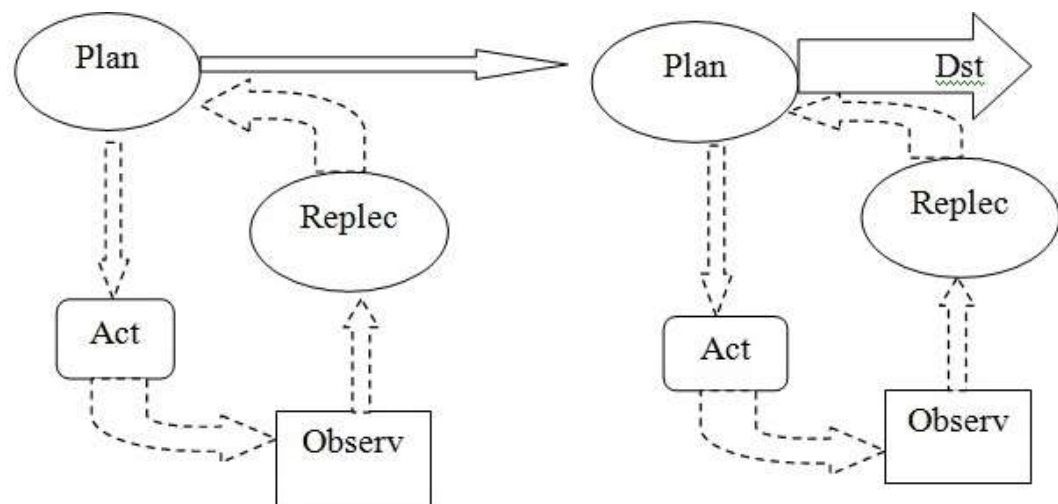 Plan
Replec
Act
Observ
Plan
Dst
Replec
Act
Observ